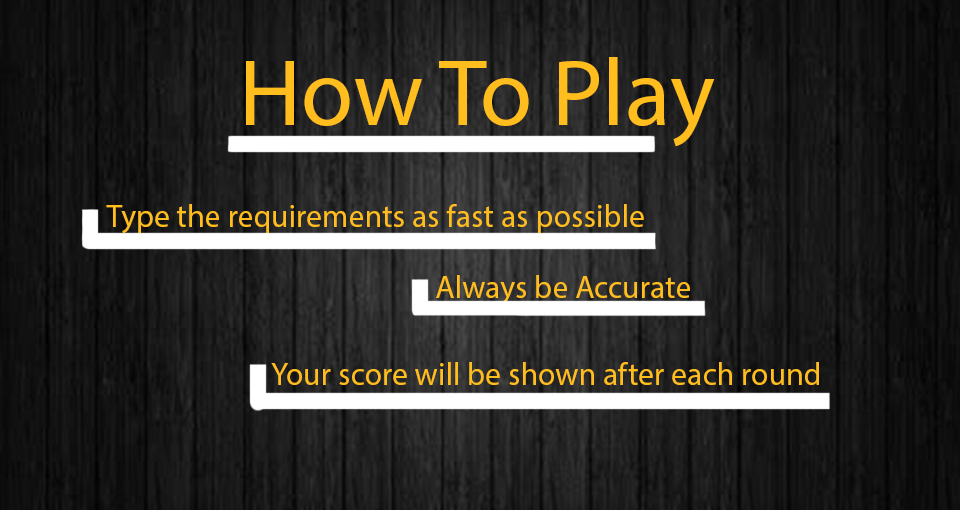 How To Play
Type the requirements as fast as possible
Always be Accurate
Your score will be shown after each round